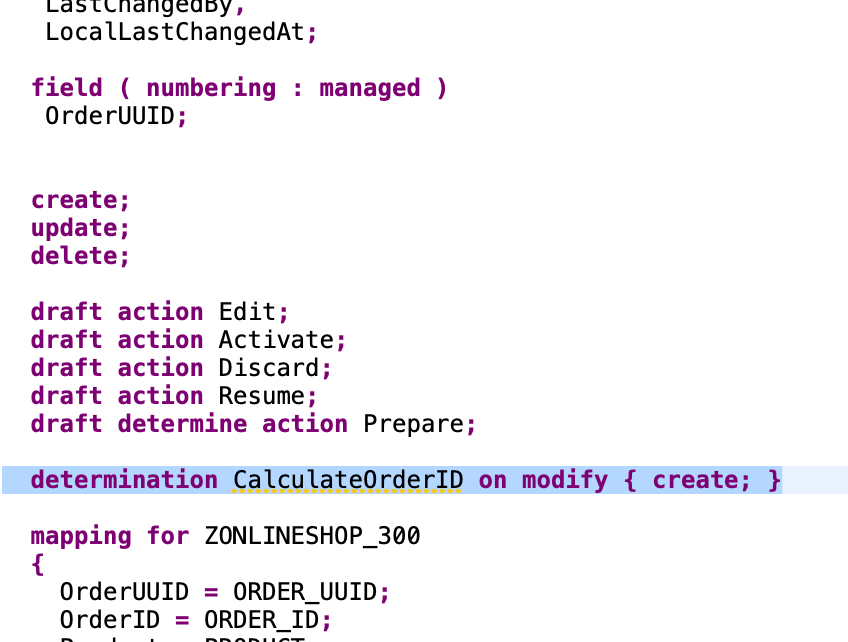 LastChangedBy,
LocalLastChangedAt;
field ( numbering : managed )
OrderUUID;
create;
update;
delete;
draft action Edit;
draft action Activate;
draft action Discard;
draft action Resume;
draft determine action Prepare;
determination CalculateOrderID on modify { create; }
mapping for ZONLINESHOP_300
{
OrderUUID = ORDER_UUID;
OrderID = ORDER_ID;